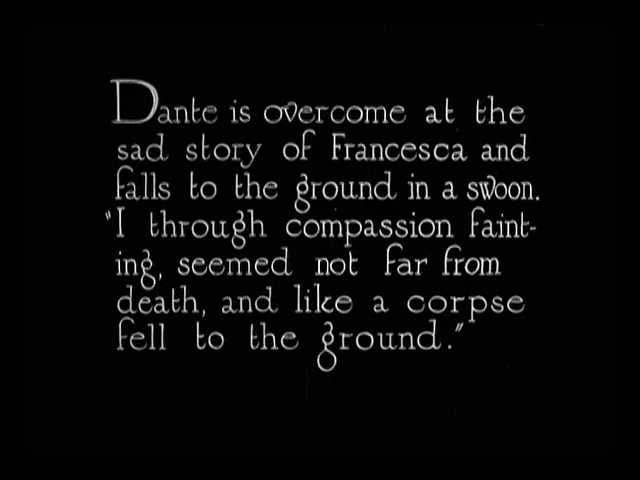 Dante is overcome at the
sad story of Francesca and
falls to the ground in a swoon.
"I through compassion faint-
ing, seemed not far from
death, and like a corpse
fell to the ground."